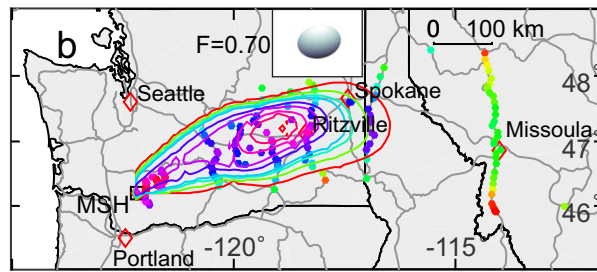 b
F=0.70
0 100 km
48°
Seattle
Spokane
Ritzville
Missoula
47°
MSH
46°
-120°
-115°
Portland